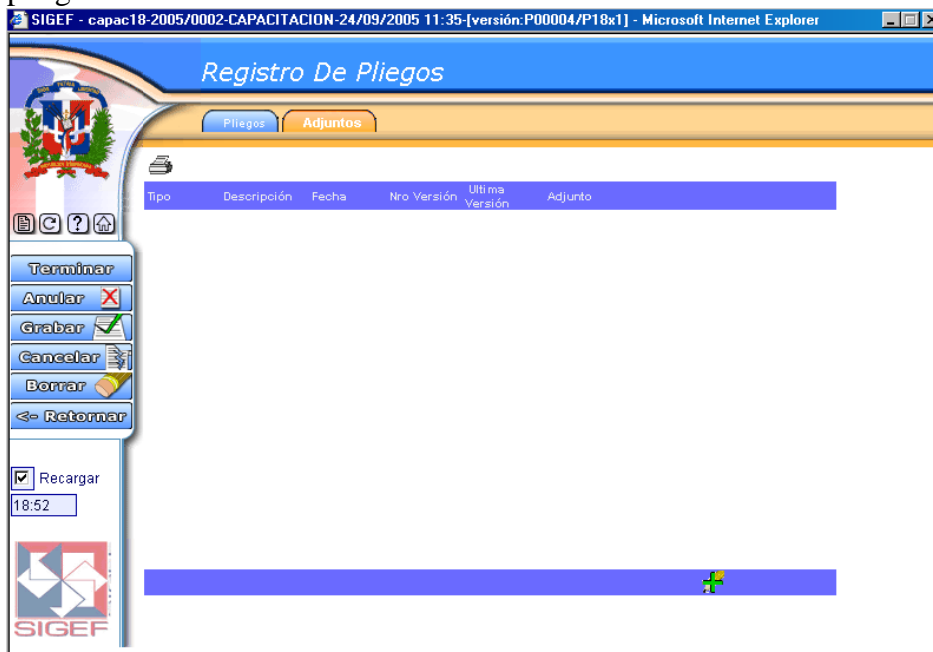 SIGEF - capac18-2005/0002-CAPACITACION-24/09/2005 11:35-[versión:P00004/P18x1] - Microsoft Internet Explorer
Registro De Pliegos
Pliegos Adjuntos
Tipo Descripción Fecha Nro Versión Ultima Versión Adjunto
Terminar
Anular
Grabar
Cancelar
Borrar
<- Retornar
Recargar
18:52
SIGEF